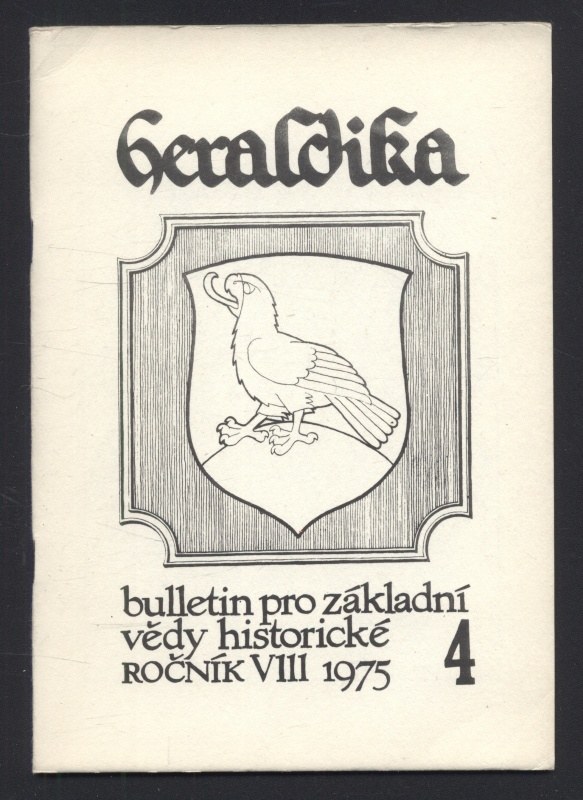 Heraldika
bulletin pro základní
vědy historické
ROČNÍK VIII 1975 4